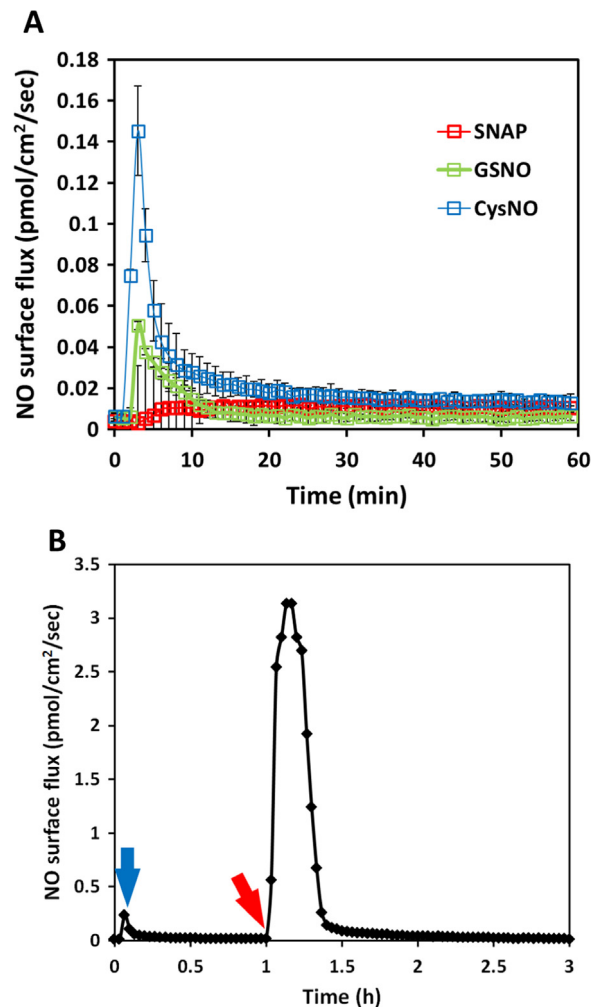 A
NO surface flux (pmol/cm²/sec)
0.18
0.16
0.14
0.12
0.1
0.08
0.06
0.04
0.02
0
SNAP
GSNO
CysNO
0 10 20 30 40 50 60
Time (min)
B
NO surface flux (pmol/cm²/sec)
3.5
3
2.5
2
1.5
1
0.5
0
0 0.5 1 1.5 2 2.5 3
Time (h)